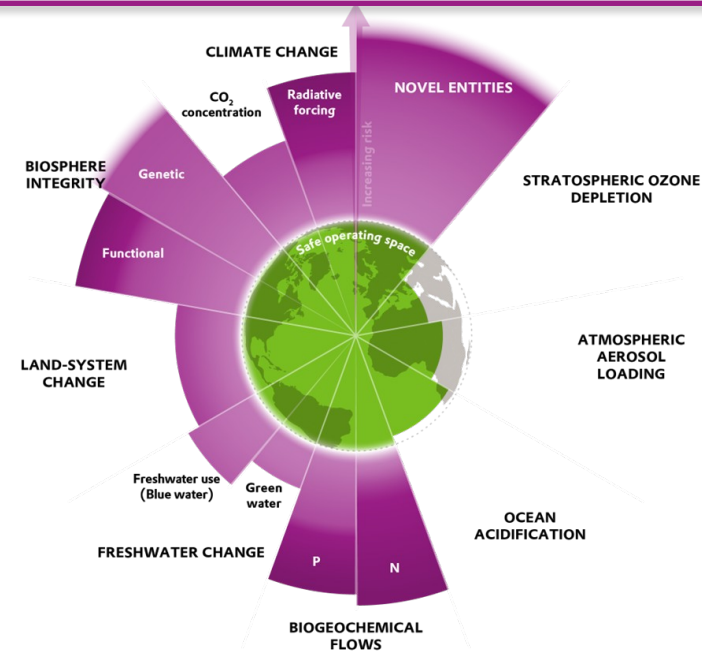 CLIMATE CHANGE
CO₂
concentration
Radiative
forcing
NOVEL ENTITIES
Increasing risk
BIOSPHERE
INTEGRITY
Genetic
Functional
STRATOSPHERIC OZONE
DEPLETION
Safe operating space
LAND-SYSTEM
CHANGE
ATMOSPHERIC
AEROSOL
LOADING
Freshwater use
(Blue water)
Green
water
FRESHWATER CHANGE
P
N
OCEAN
ACIDIFICATION
BIOGEOCHEMICAL
FLOWS